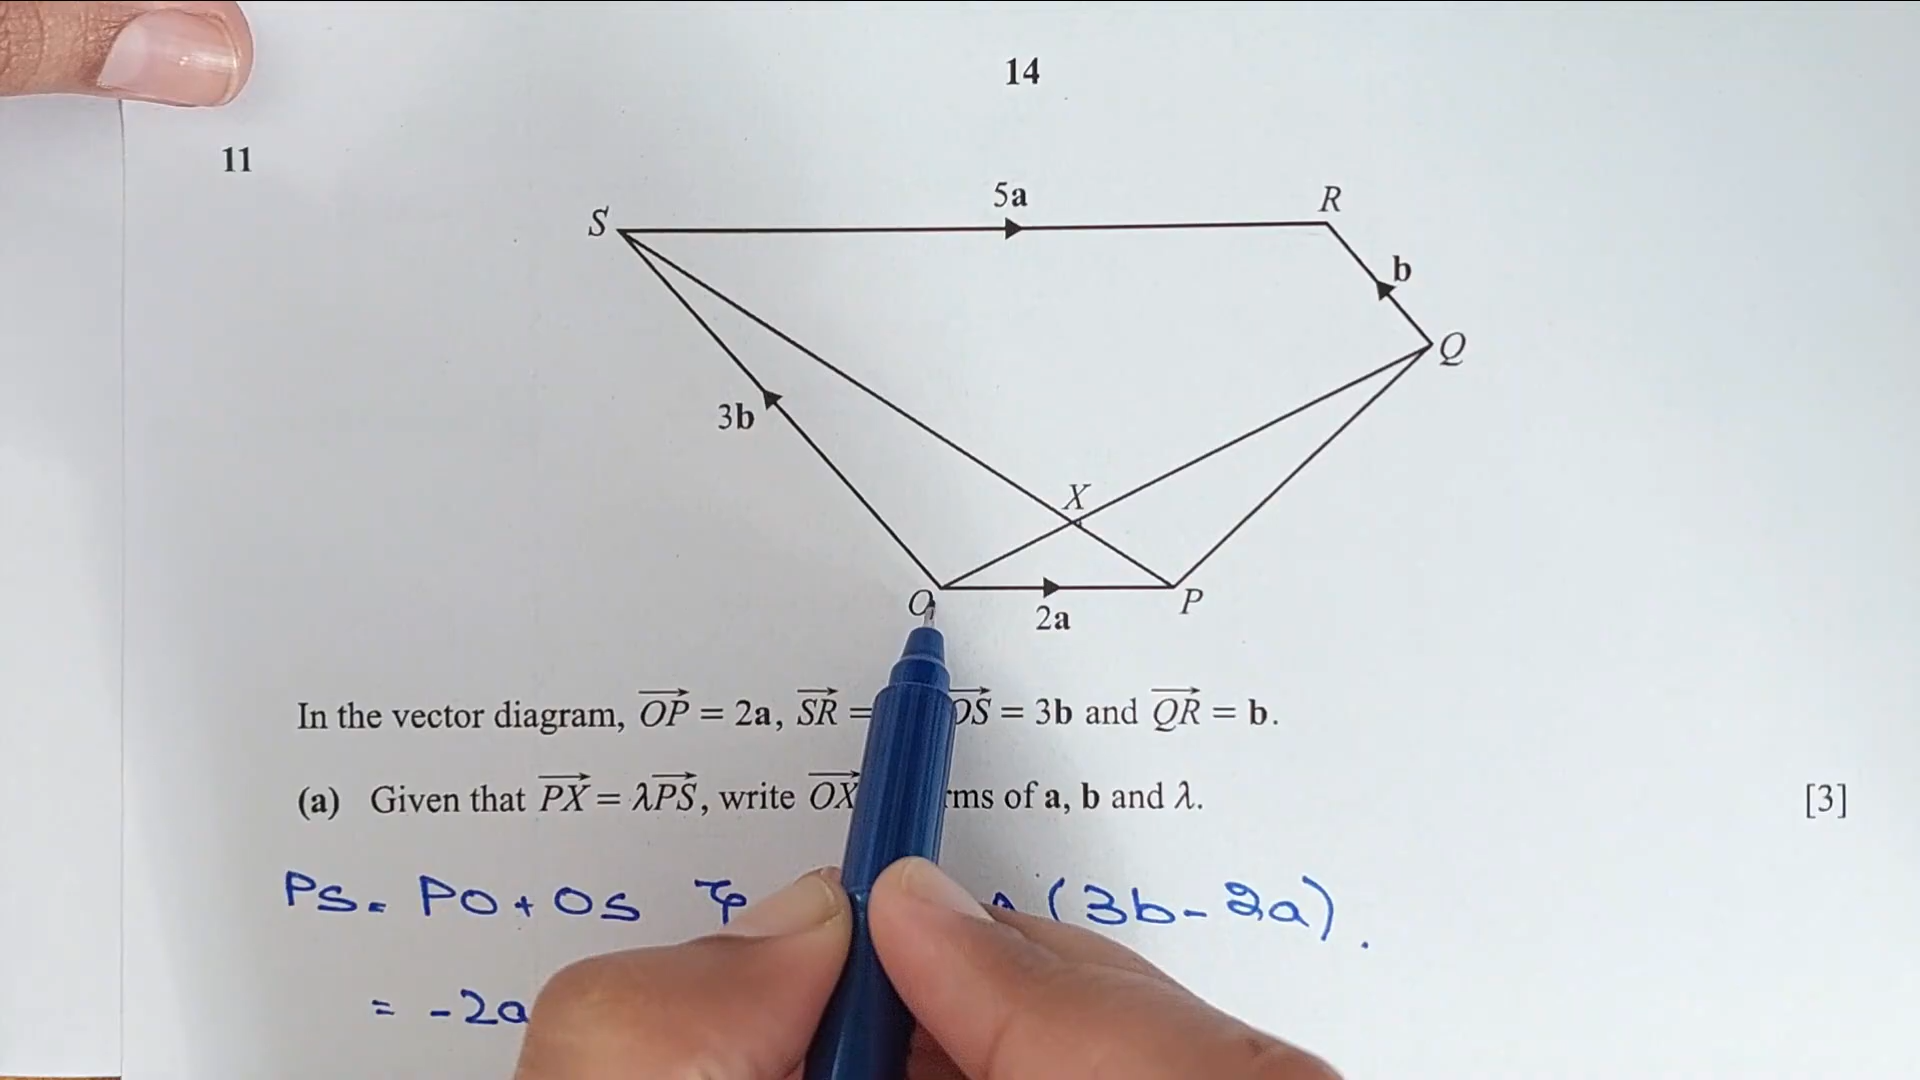 14
11
5a
S
R
b
Q
3b
X
O
P
2a
In the vector diagram, OP = 2a, SR = OS = 3b and QR = b.
(a) Given that PX = λPS, write OX of a, b and λ. [3]
PS = PO + OS (3b - 2a).
= -2a